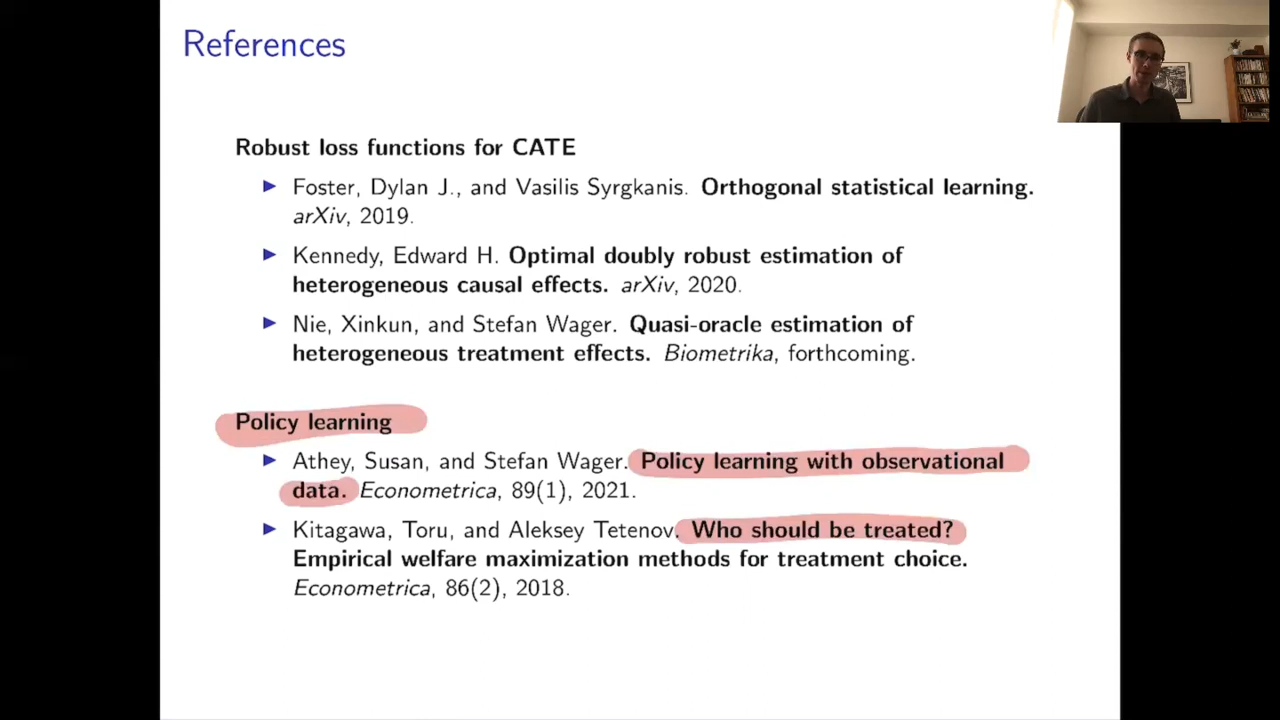 References
Robust loss functions for CATE
Foster, Dylan J., and Vasilis Syrgkanis. Orthogonal statistical learning.
arXiv, 2019.
Kennedy, Edward H. Optimal doubly robust estimation of
heterogeneous causal effects. arXiv, 2020.
Nie, Xinkun, and Stefan Wager. Quasi-oracle estimation of
heterogeneous treatment effects. Biometrika, forthcoming.
Policy learning
Athey, Susan, and Stefan Wager. Policy learning with observational
data. Econometrica, 89(1), 2021.
Kitagawa, Toru, and Aleksey Tetenov. Who should be treated?
Empirical welfare maximization methods for treatment choice.
Econometrica, 86(2), 2018.